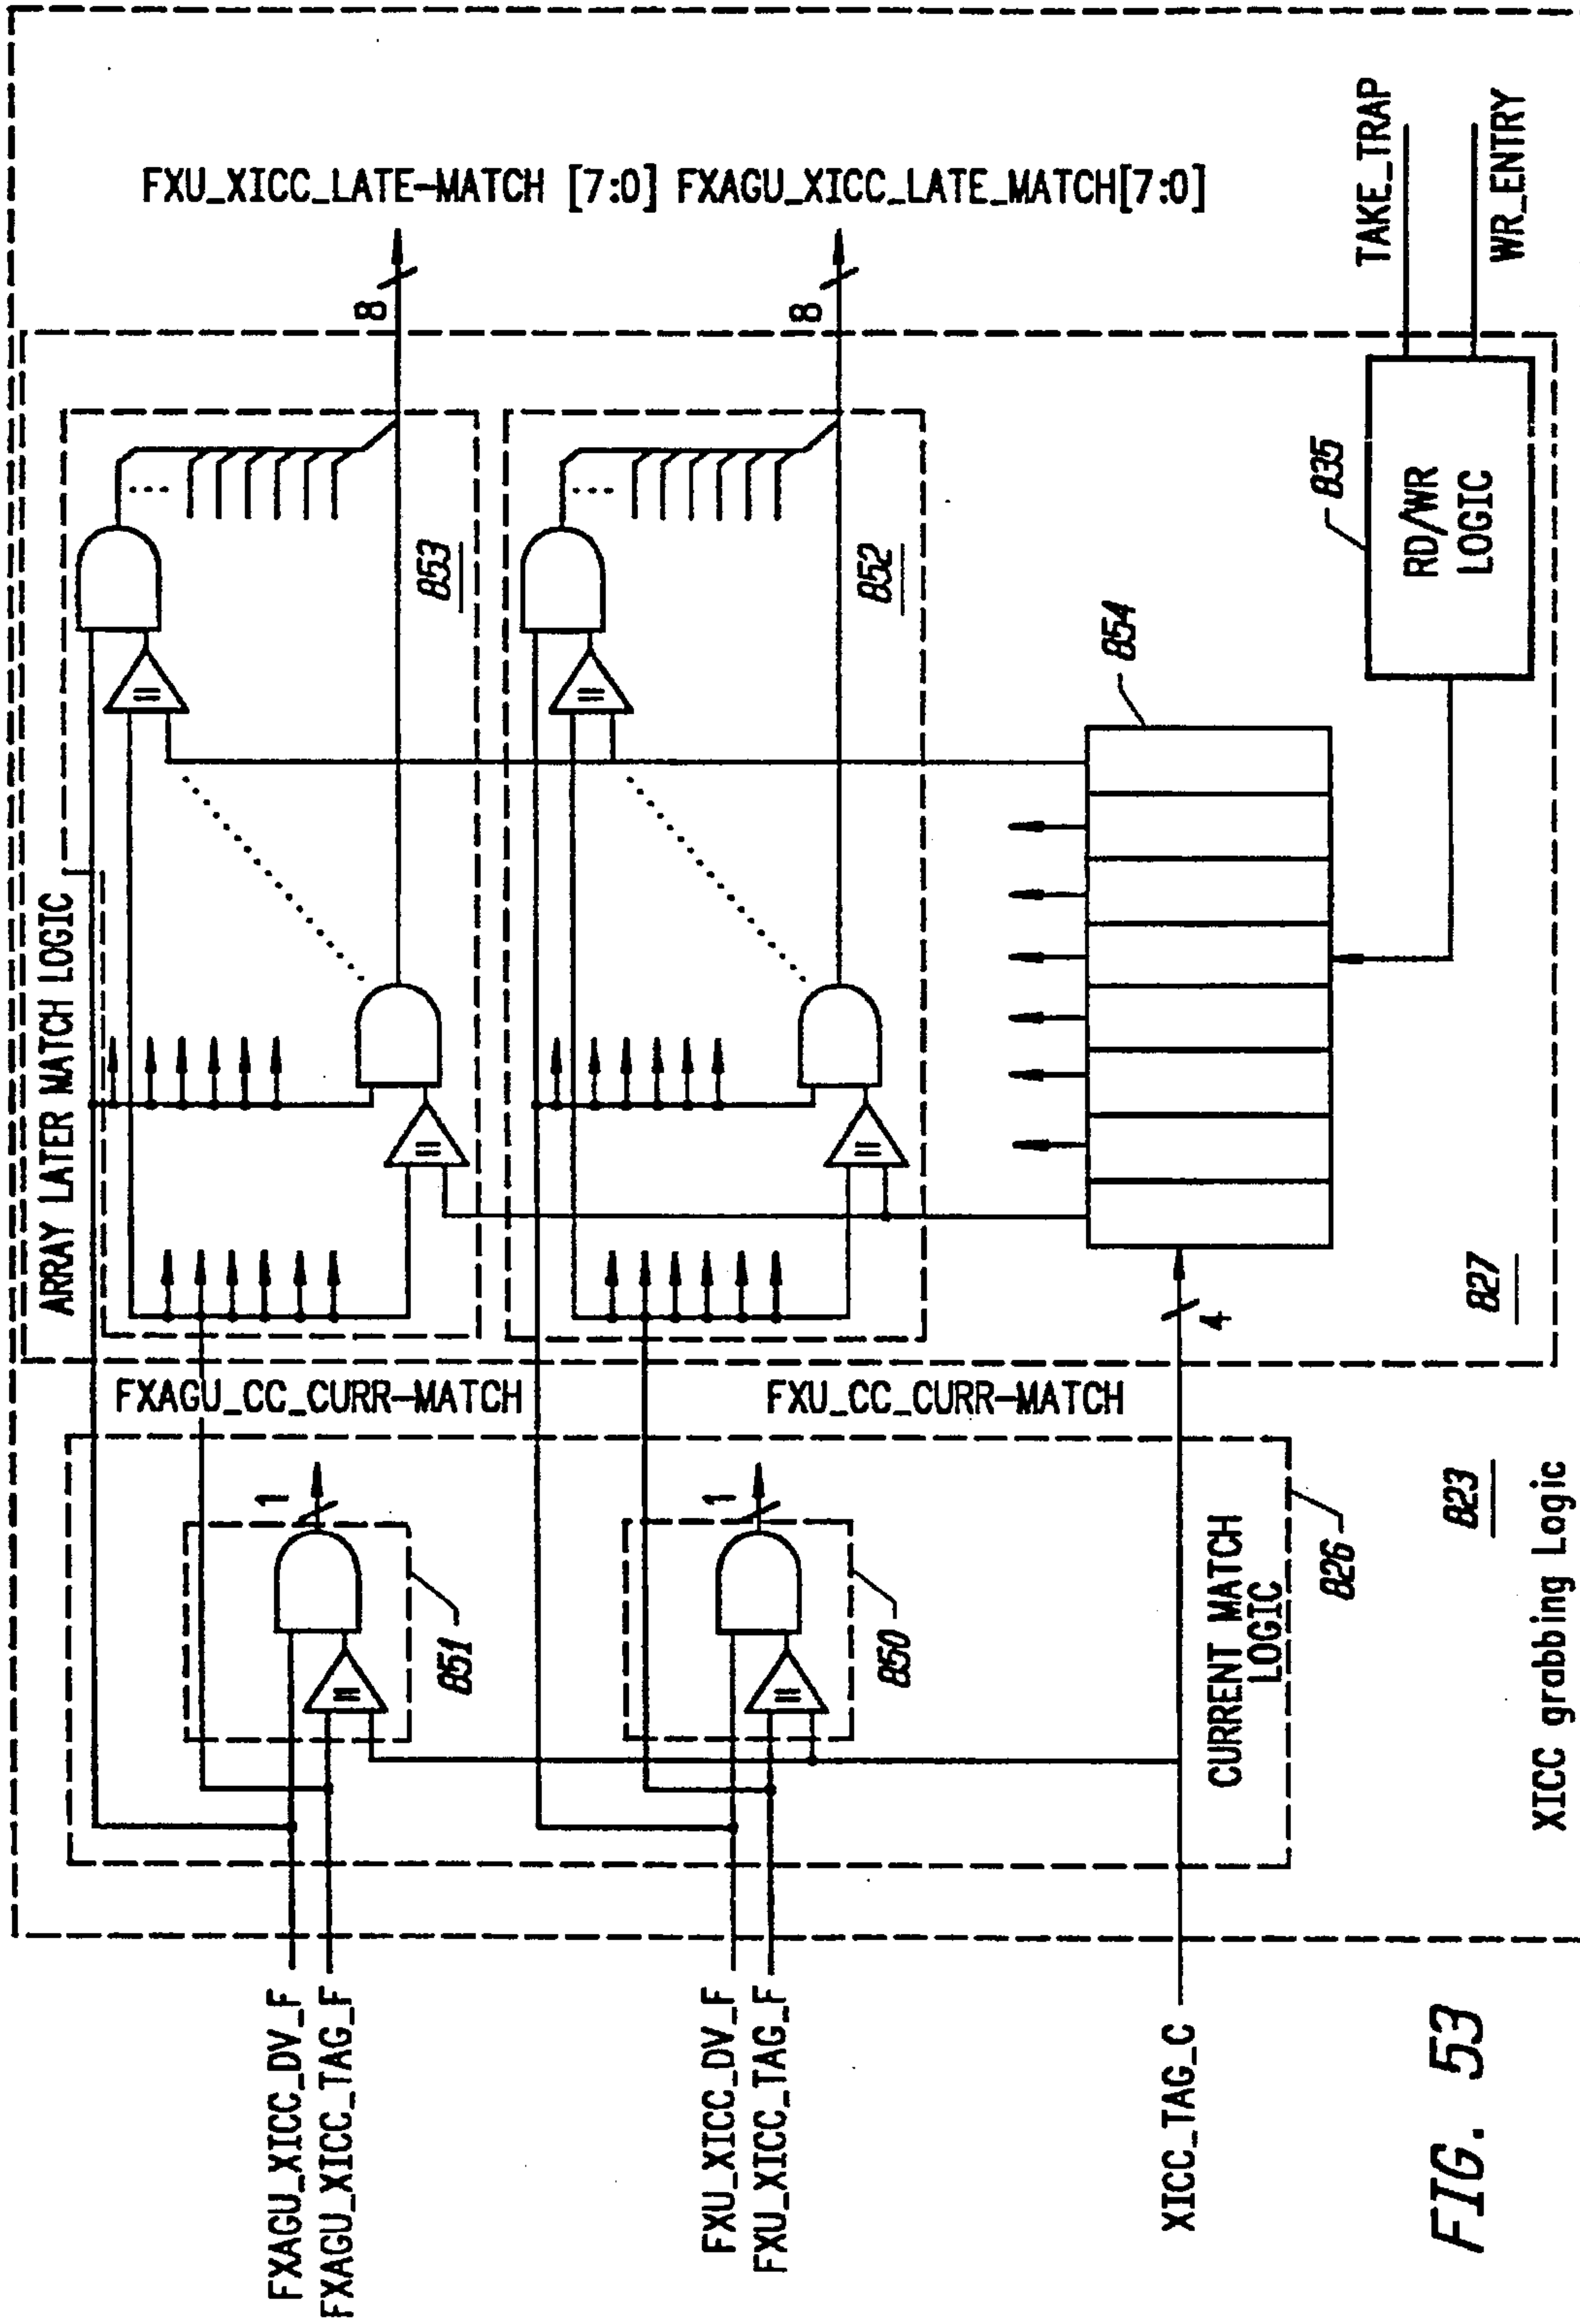 FXAGU_XICC_DV_F
FXAGU_XICC_TAG_F
FXU_XICC_DV_F
FXU_XICC_TAG_F
XICC_TAG_C
851
1
850
1
CURRENT MATCH
LOGIC
826
FXAGU_CC_CURR-MATCH
FXU_CC_CURR-MATCH
823
XICC grabbing Logic
ARRAY LATER MATCH LOGIC
=
=
=
=
=
=
853
852
854
4
827
835
RD/WR
LOGIC
8
8
FXU_XICC_LATE-MATCH [7:0]
FXAGU_XICC_LATE_MATCH[7:0]
TAKE_TRAP
WR_ENTRY
FIG. 53